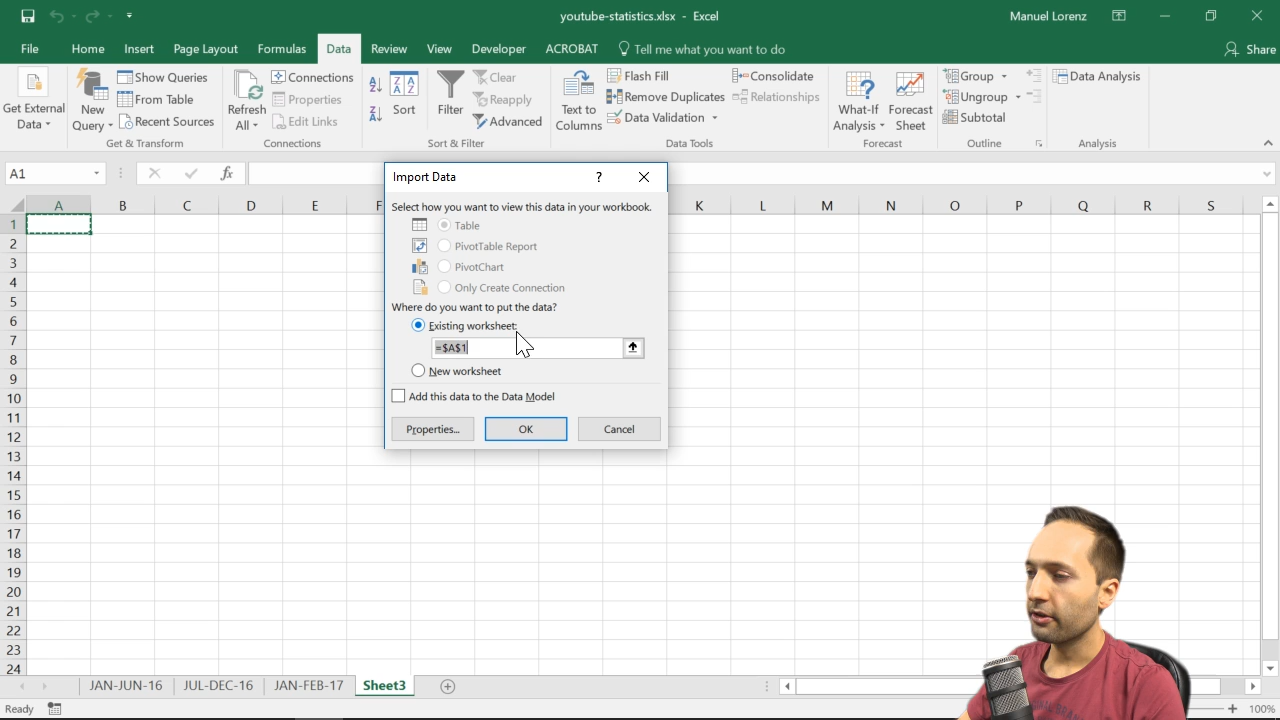 youtube-statistics.xlsx - Excel
Manuel Lorenz
File Home Insert Page Layout Formulas Data Review View Developer ACROBAT Tell me what you want to do Share
Get External Data
New Query
Show Queries
From Table
Recent Sources
Get & Transform
Refresh All
Connections
Properties
Edit Links
Connections
Sort
Filter
Clear
Reapply
Advanced
Sort & Filter
Text to Columns
Flash Fill
Remove Duplicates
Data Validation
Consolidate
Relationships
Data Tools
What-If Analysis
Forecast Sheet
Forecast
Group
Ungroup
Subtotal
Outline
Data Analysis
Analysis
A1
fx
Import Data ?
Select how you want to view this data in your workbook.
Table
PivotTable Report
PivotChart
Only Create Connection
Where do you want to put the data?
Existing worksheet:
=$A$1
New worksheet
Add this data to the Data Model
Properties... OK Cancel
A B C D E F K L M N O P Q R S
1
2
3
4
5
6
7
8
9
10
11
12
13
14
15
16
17
18
19
20
21
22
23
24
JAN-JUN-16 JUL-DEC-16 JAN-FEB-17 Sheet3
Ready 100%